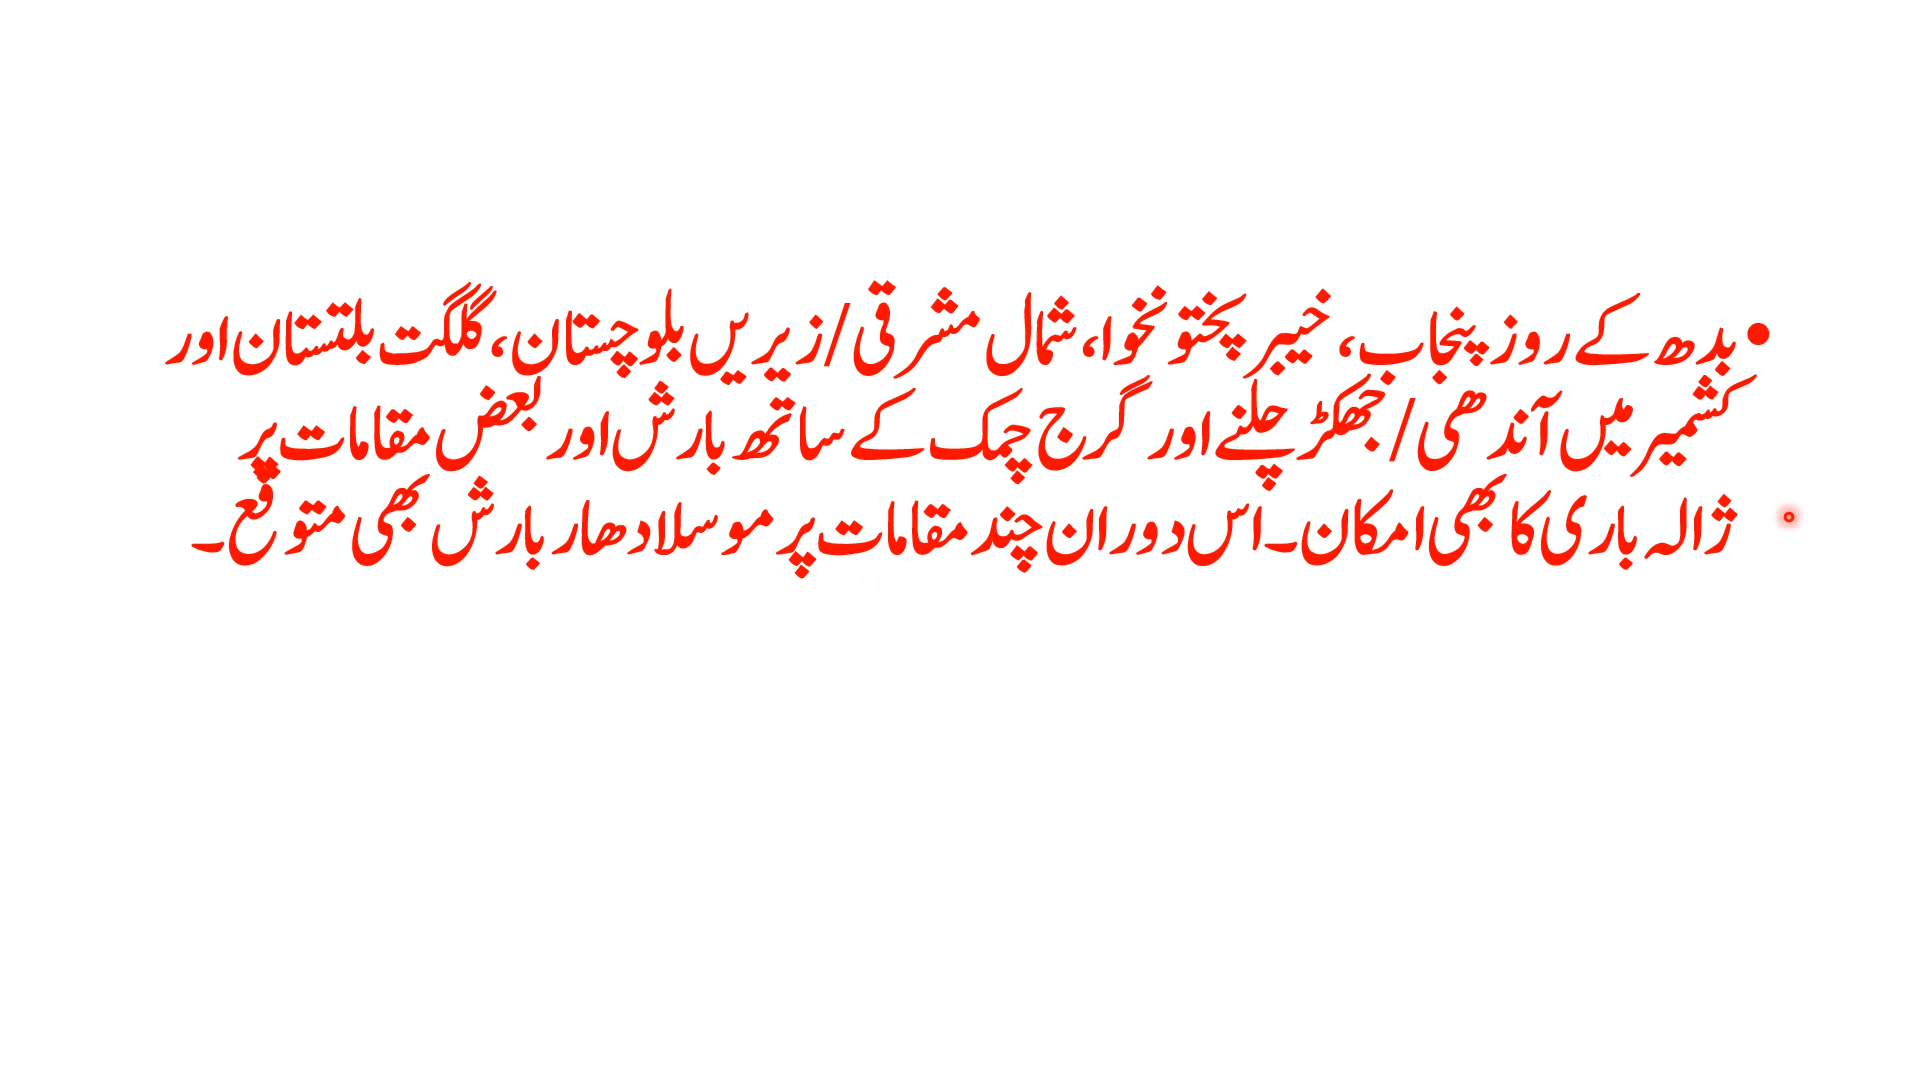 •بدھ کے روز پنجاب، خیبر پختونخوا، شمال مشرقی/زیریں بلوچستان، گلگت بلتستان اور
کشمیر میں آندھی/جھکڑ چلنے اور گرج چمک کے ساتھ بارش اور بعض مقامات پر
ژالہ باری کا بھی امکان۔ اس دوران چند مقامات پر موسلادھار بارش بھی متوقع۔